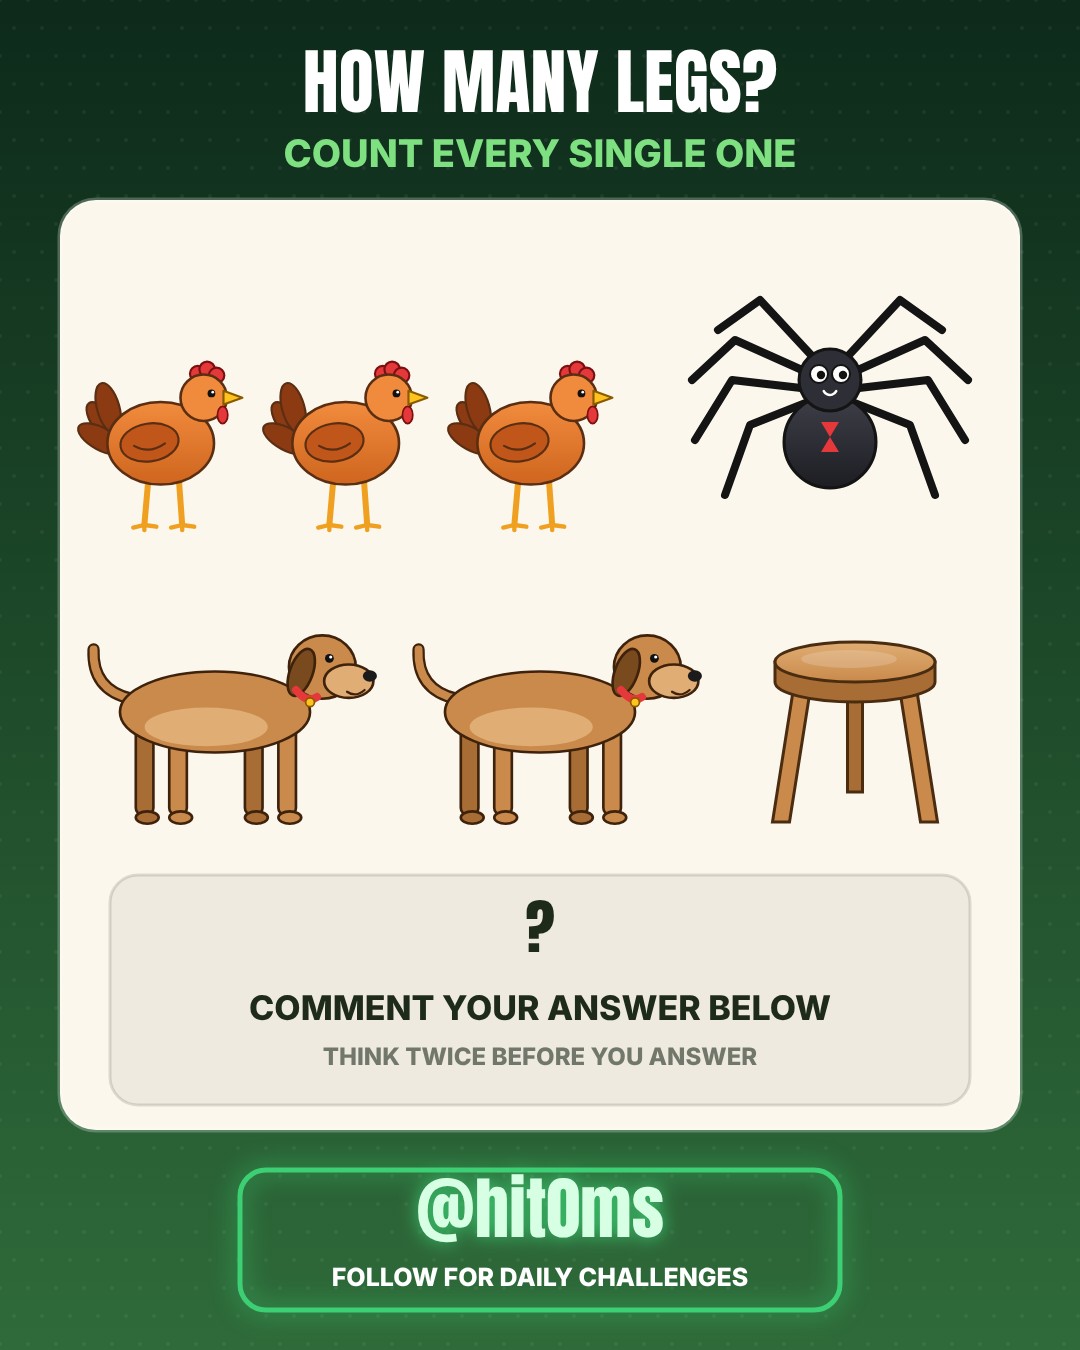 HOW MANY LEGS?
COUNT EVERY SINGLE ONE
?
COMMENT YOUR ANSWER BELOW
THINK TWICE BEFORE YOU ANSWER
@hit0ms
FOLLOW FOR DAILY CHALLENGES